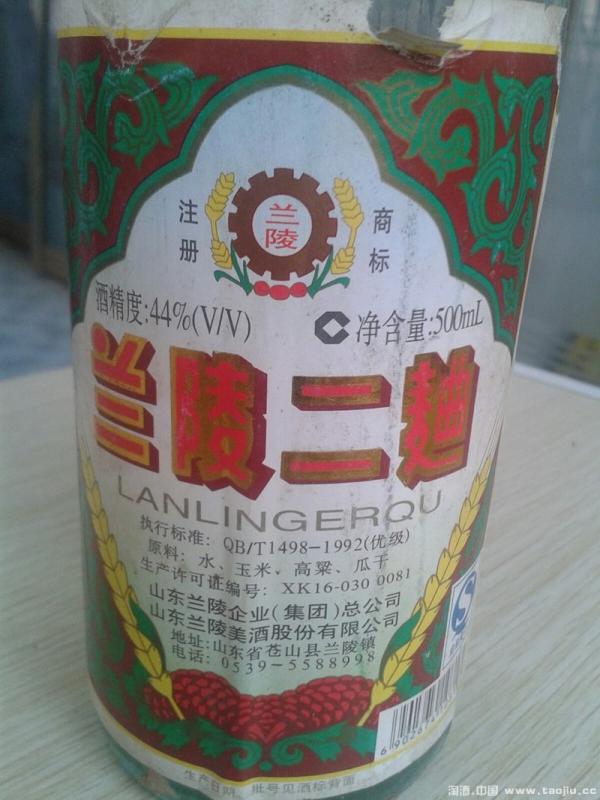 注册
兰陵
商标
酒精度:44%(V/V)
净含量:500mL
兰陵二麯
LANLINGERQU
执行标准：QB/T1498-1992(优级)
原料：水、玉米、高粱、瓜干
生产许可证编号：XK16-030 0081
山东兰陵企业(集团)总公司
山东兰陵美酒股份有限公司
地址:山东省苍山县兰陵镇
电话：0539-5588998
生产日期、批号见酒标背面
淘酒.中国 www.taojiu.cc